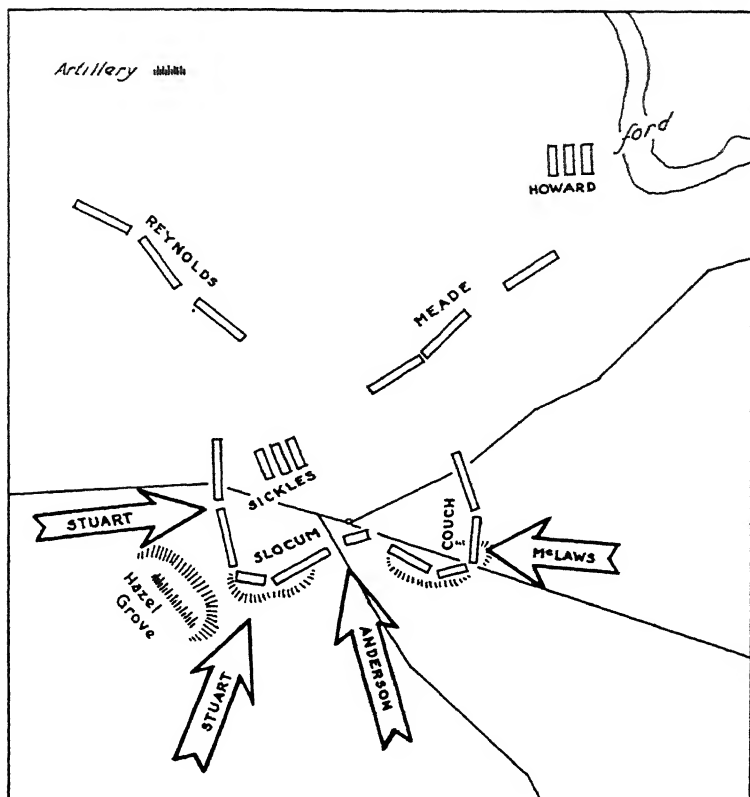 Artillery
ford
HOWARD
REYNOLDS
MEADE
SICKLES
STUART
SLOCUM
COUCH
McLAWS
Hazel
Grove
STUART
ANDERSON